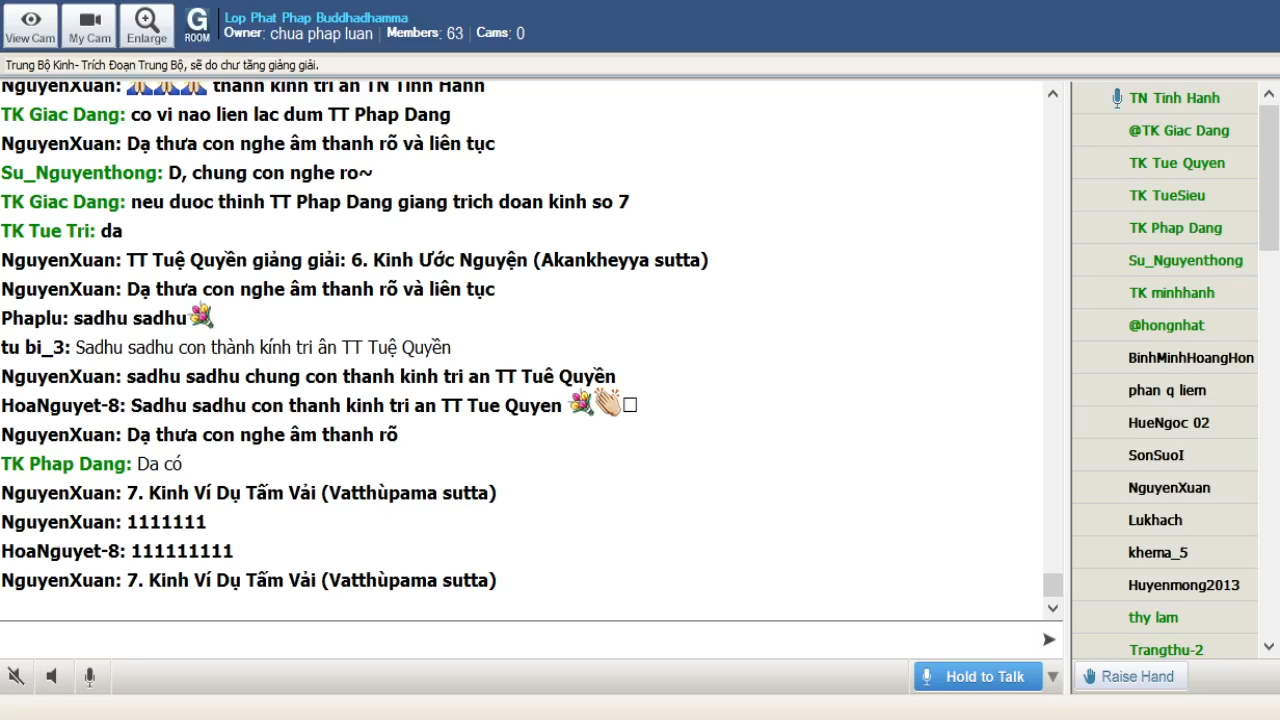 View Cam
My Cam
Enlarge
G
ROOM
Lop Phat Phap Buddhadhamma
Owner: chua phap luan | Members: 63 | Cams: 0
Trung Bộ Kinh- Trích Đoạn Trung Bộ, sẽ do chư tăng giảng giải.
NguyenXuan: thanh kinh tri an TN Tinh Hanh
TK Giac Dang: co vi nao lien lac dum TT Phap Dang
NguyenXuan: Dạ thưa con nghe âm thanh rõ và liên tục
Su_Nguyenthong: D, chung con nghe ro~
TK Giac Dang: neu duoc thinh TT Phap Dang giang trich doan kinh so 7
TK Tue Tri: da
NguyenXuan: TT Tuệ Quyền giảng giải: 6. Kinh Ước Nguyện (Akankheyya sutta)
NguyenXuan: Dạ thưa con nghe âm thanh rõ và liên tục
Phaplu: sadhu sadhu
tu bi_3: Sadhu sadhu con thành kính tri ân TT Tuệ Quyền
NguyenXuan: sadhu sadhu chung con thanh kinh tri an TT Tuê Quyền
HoaNguyet-8: Sadhu sadhu con thanh kinh tri an TT Tue Quyen
NguyenXuan: Dạ thưa con nghe âm thanh rõ
TK Phap Dang: Da có
NguyenXuan: 7. Kinh Ví Dụ Tấm Vải (Vatthùpama sutta)
NguyenXuan: 1111111
HoaNguyet-8: 111111111
NguyenXuan: 7. Kinh Ví Dụ Tấm Vải (Vatthùpama sutta)
TN Tinh Hanh
@TK Giac Dang
TK Tue Quyen
TK TueSieu
TK Phap Dang
Su_Nguyenthong
TK minhhanh
@hongnhat
BinhMinhHoangHon
phan q liem
HueNgoc 02
SonSuoI
NguyenXuan
Lukhach
khema_5
Huyenmong2013
thy lam
Trangthu-2
Hold to Talk
Raise Hand